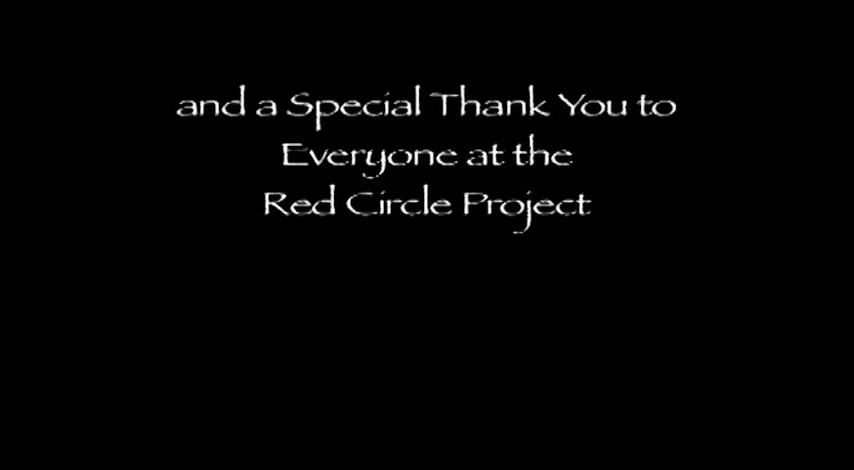 and a Special Thank You to
Everyone at the
Red Circle Project